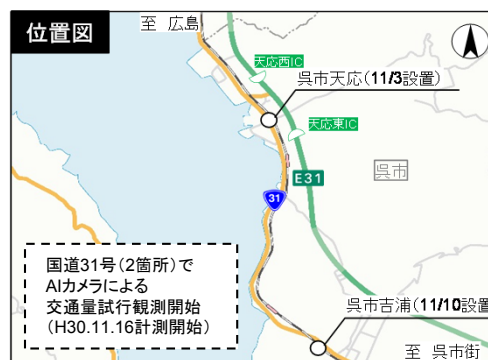 位置図
至 広島
天応西IC
呉市天応(11/3設置)
天応東IC
E31
呉市
31
国道31号(2箇所)で
AIカメラによる
交通量試行観測開始
(H30.11.16計測開始)
呉市吉浦(11/10設置
至 呉市街